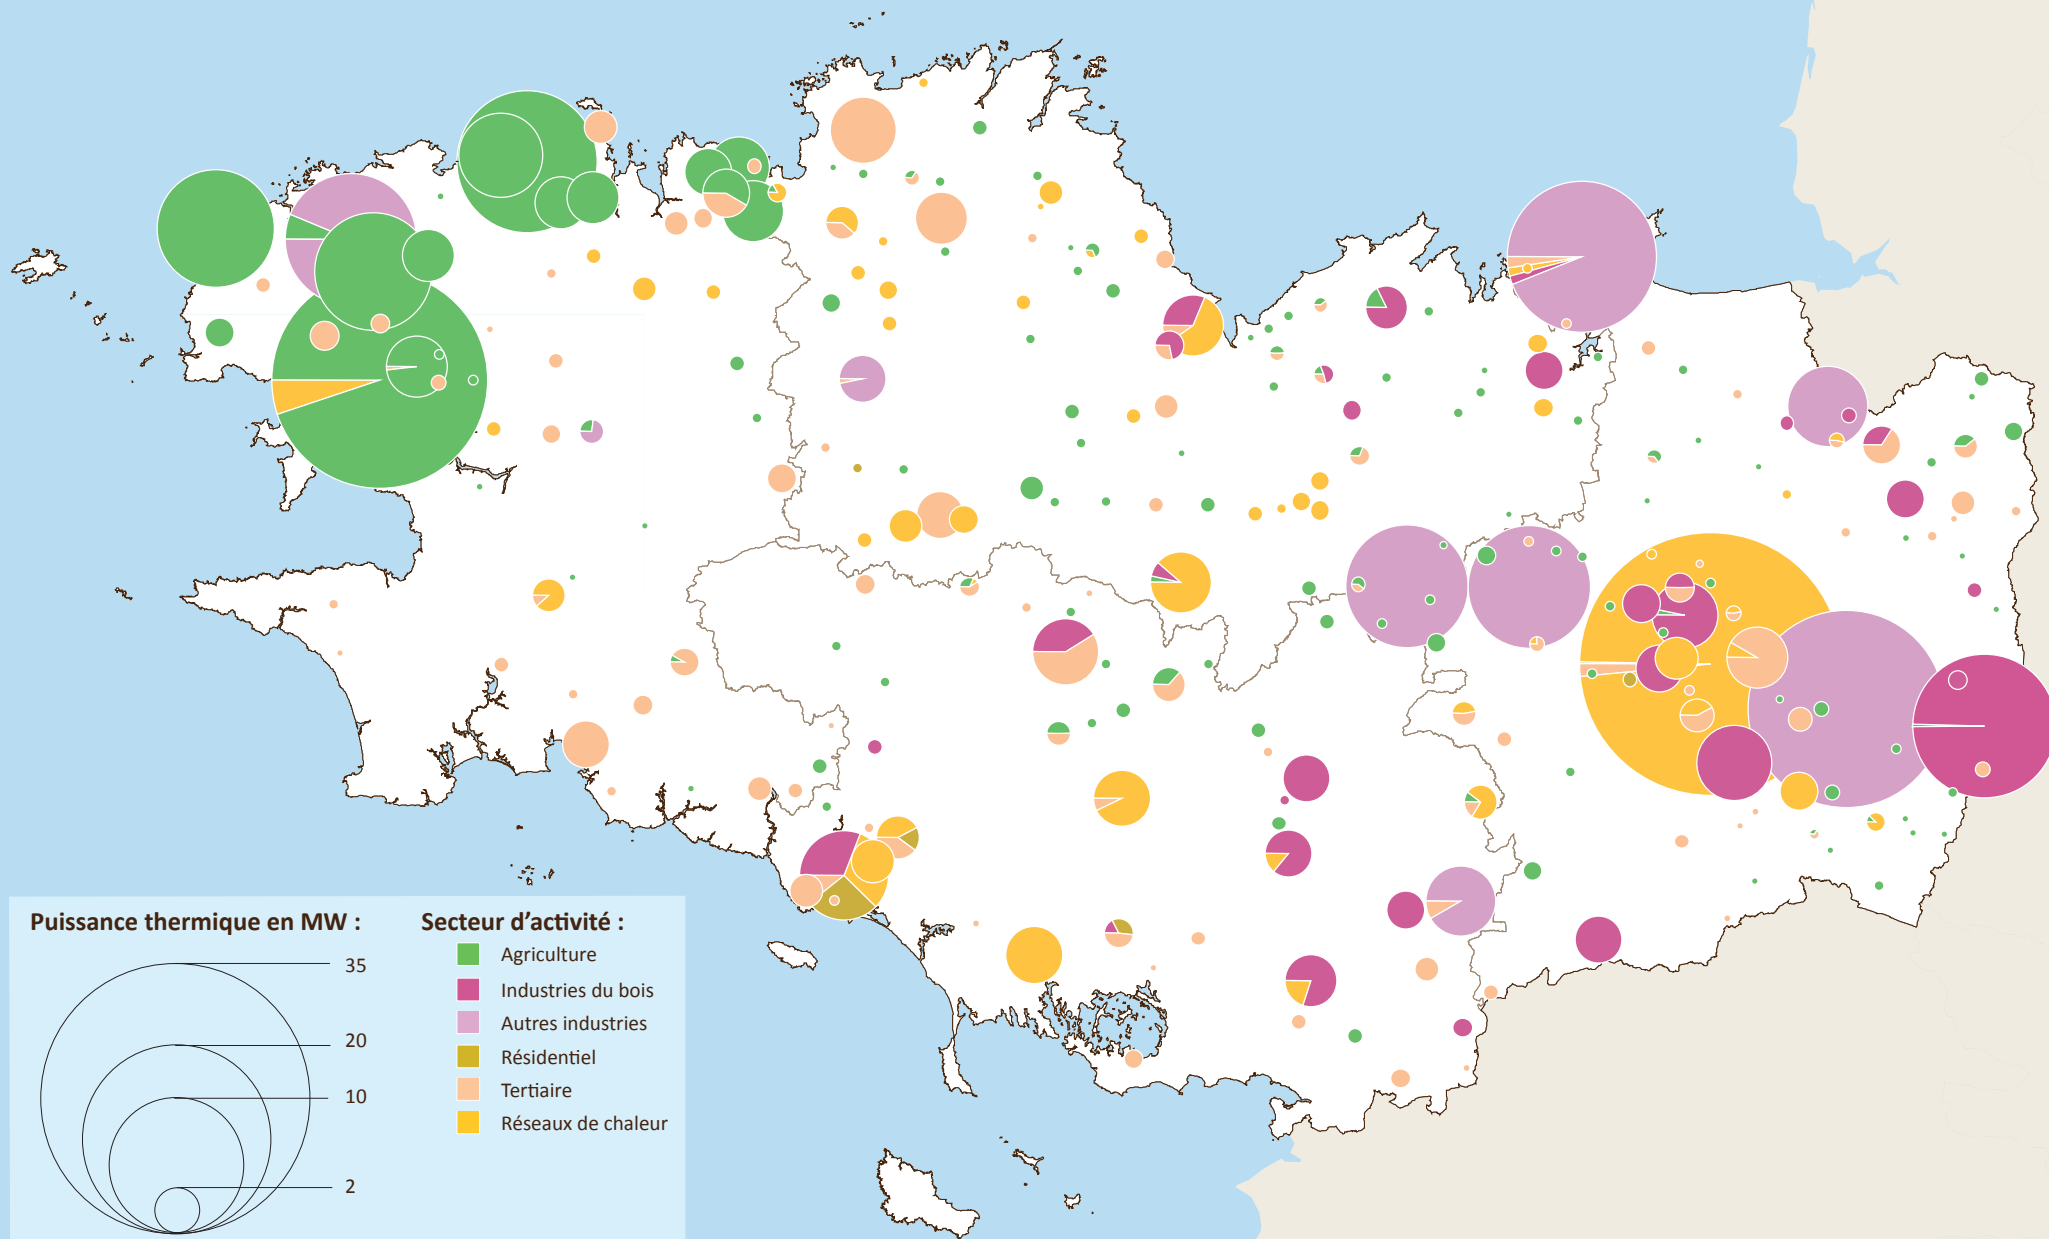 Puissance thermique en MW :
35
20
10
2
Secteur d'activité :
Agriculture
Industries du bois
Autres industries
Résidentiel
Tertiaire
Réseaux de chaleur